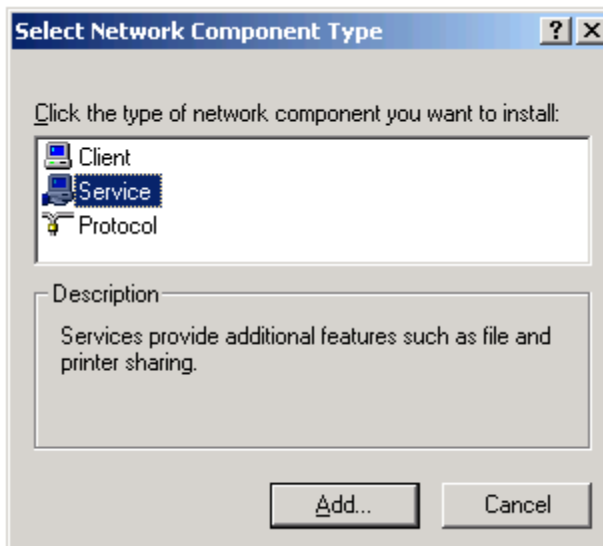 Select Network Component Type
Click the type of network component you want to install:
Client
Service
Protocol
Description
Services provide additional features such as file and
printer sharing.
Add... Cancel